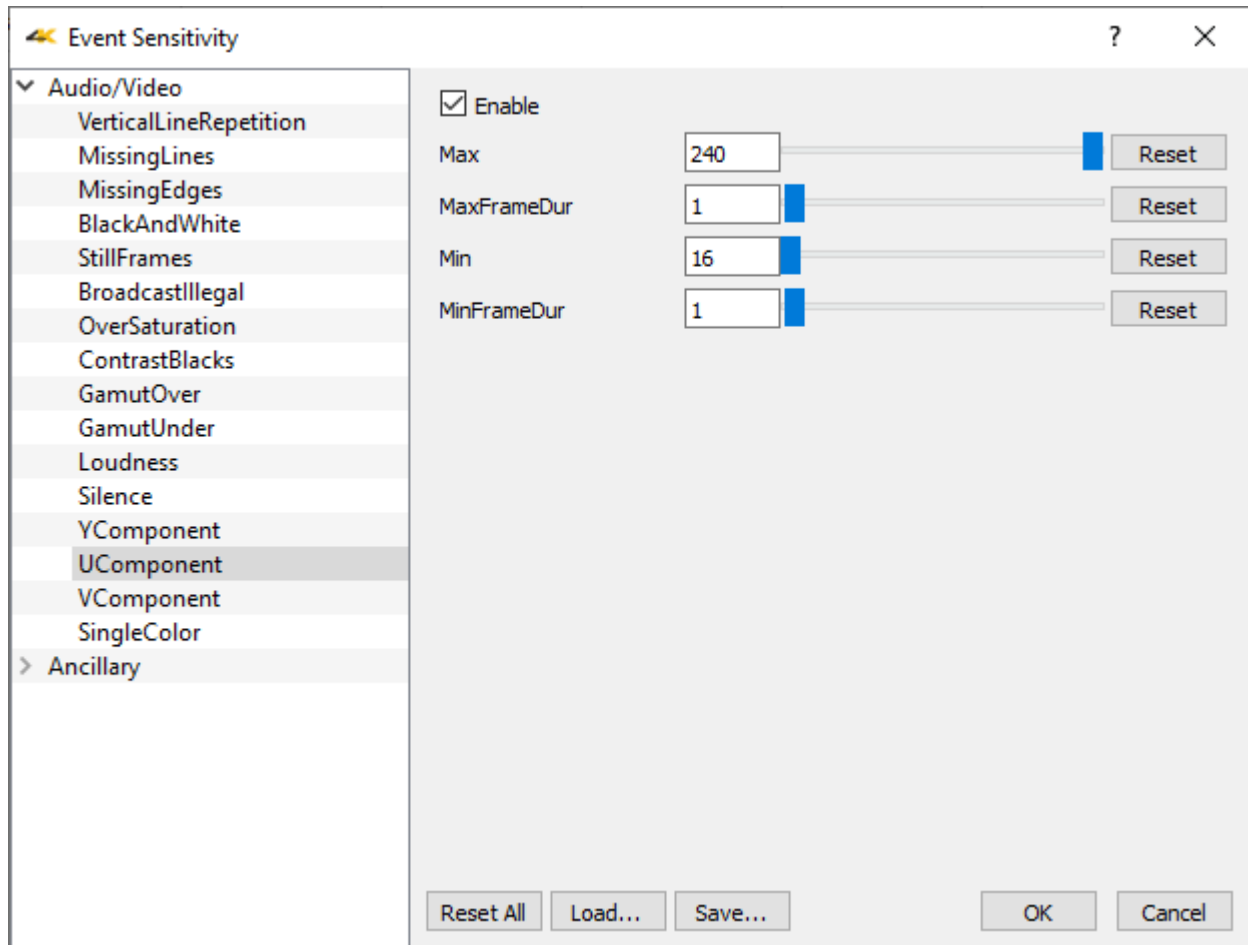 4K Event Sensitivity ?
Audio/Video
VerticalLineRepetition
MissingLines
MissingEdges
BlackAndWhite
StillFrames
BroadcastIllegal
OverSaturation
ContrastBlacks
GamutOver
GamutUnder
Loudness
Silence
YComponent
UComponent
VComponent
SingleColor
Ancillary
Enable
Max 240 Reset
MaxFrameDur 1 Reset
Min 16 Reset
MinFrameDur 1 Reset
Reset All Load... Save... OK Cancel